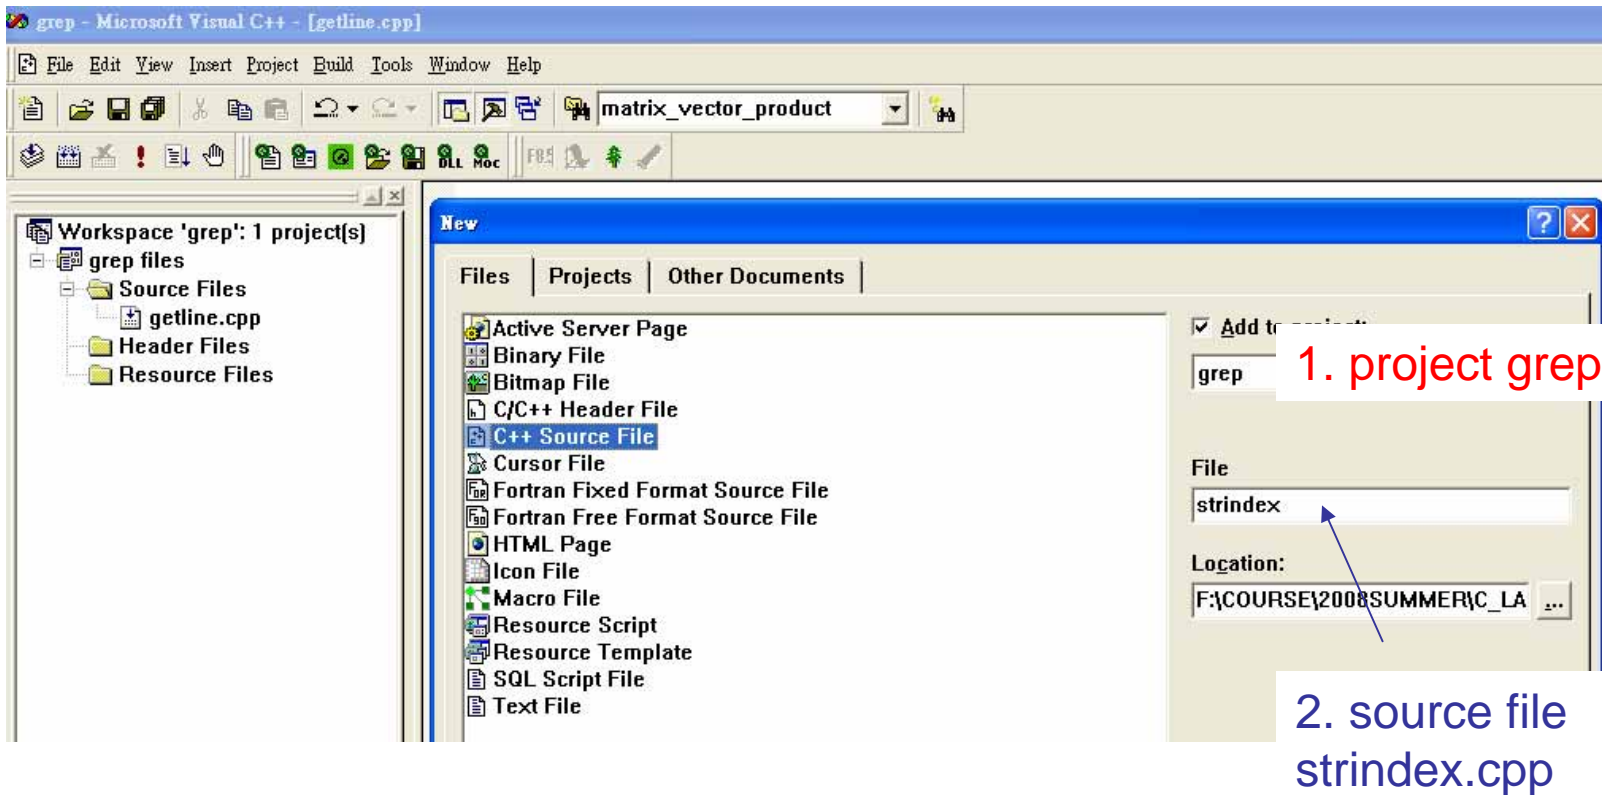 grep - Microsoft Visual C++ - [getline.cpp]
File Edit View Insert Project Build Tools Window Help
matrix_vector_product
DLL Moc
Workspace 'grep': 1 project(s)
grep files
Source Files
getline.cpp
Header Files
Resource Files
New
Files Projects Other Documents
Active Server Page
Binary File
Bitmap File
C/C++ Header File
C++ Source File
Cursor File
Fortran Fixed Format Source File
Fortran Free Format Source File
HTML Page
Icon File
Macro File
Resource Script
Resource Template
SQL Script File
Text File
Add
grep
1. project grep
File
strindex
Location:
F:\COURSE\2008SUMMER\C_LA ...
2. source file
strindex.cpp